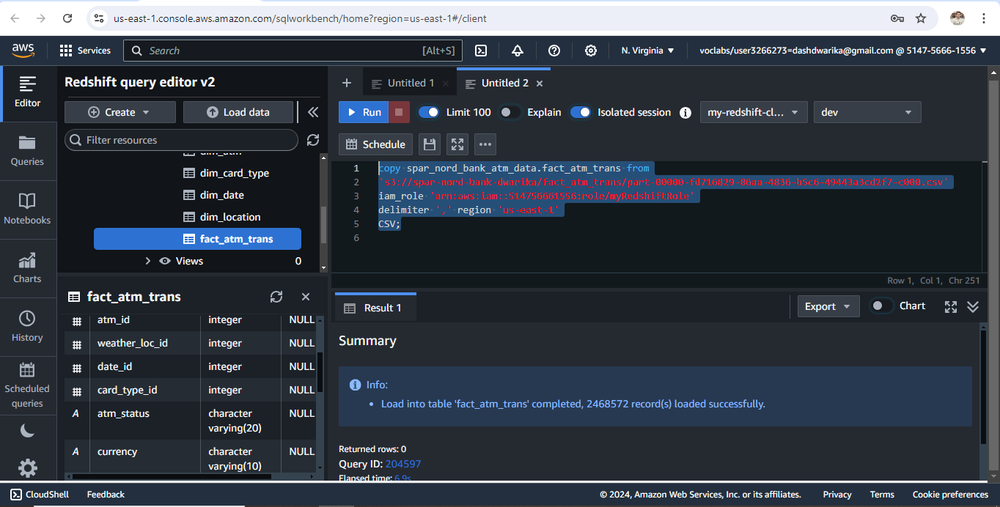 us-east-1.console.aws.amazon.com/sqlworkbench/home?region=us-east-1#/client
aws
Services
Search
[Alt+S]
N. Virginia
voclabs/user3266273=dashdwarika@gmail.com @ 5147-5666-1556
Editor
Queries
Notebooks
Charts
History
Scheduled
queries
Redshift query editor v2
Create
Load data
Filter resources
dim_atm
dim_card_type
dim_date
dim_location
fact_atm_trans
Views 0
fact_atm_trans
atm_id integer NULL
weather_loc_id integer NULL
date_id integer NULL
card_type_id integer NULL
A atm_status character NULL
varying(20)
A currency character NULL
varying(10)
Untitled 1
Untitled 2
Run
Limit 100
Explain
Isolated session
my-redshift-cl...
dev
Schedule
1 copy spar_nord_bank_atm_data.fact_atm_trans from
2 's3://spar-nord-bank-dwarika/fact_atm_trans/part-00000-fd716829-86aa-4836-b5c6-49443a3cd2f7-c000.csv'
3 iam_role 'arn:aws:iam::514756661556:role/myRedshiftRole'
4 delimiter ',' region 'us-east-1'
5 CSV;
6
Row 1, Col 1, Chr 251
Result 1
Export
Chart
Summary
Info:
• Load into table 'fact_atm_trans' completed, 2468572 record(s) loaded successfully.
Returned rows: 0
Query ID: 204597
Elapsed time: 6.9s
CloudShell
Feedback
© 2024, Amazon Web Services, Inc. or its affiliates.
Privacy
Terms
Cookie preferences